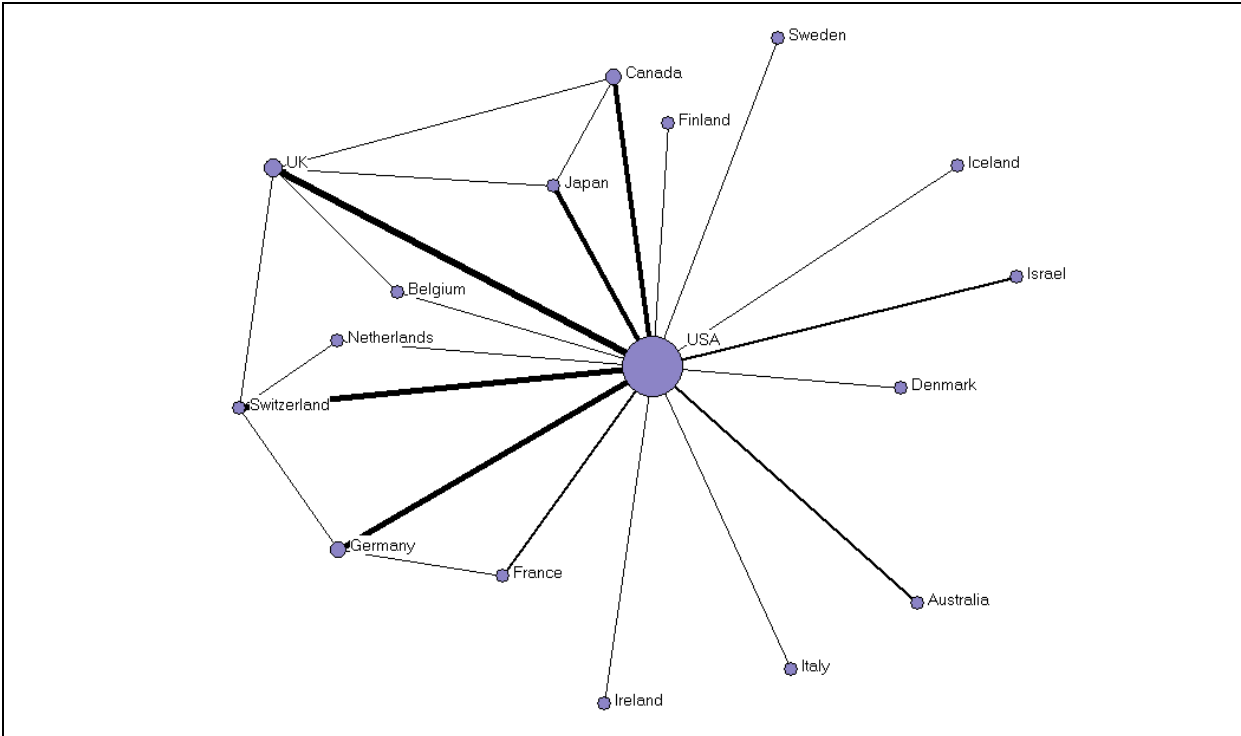 Sweden
Canada
Finland
UK
Iceland
Japan
Israel
Belgium
Netherlands
USA
Denmark
Switzerland
Germany
France
Australia
Italy
Ireland